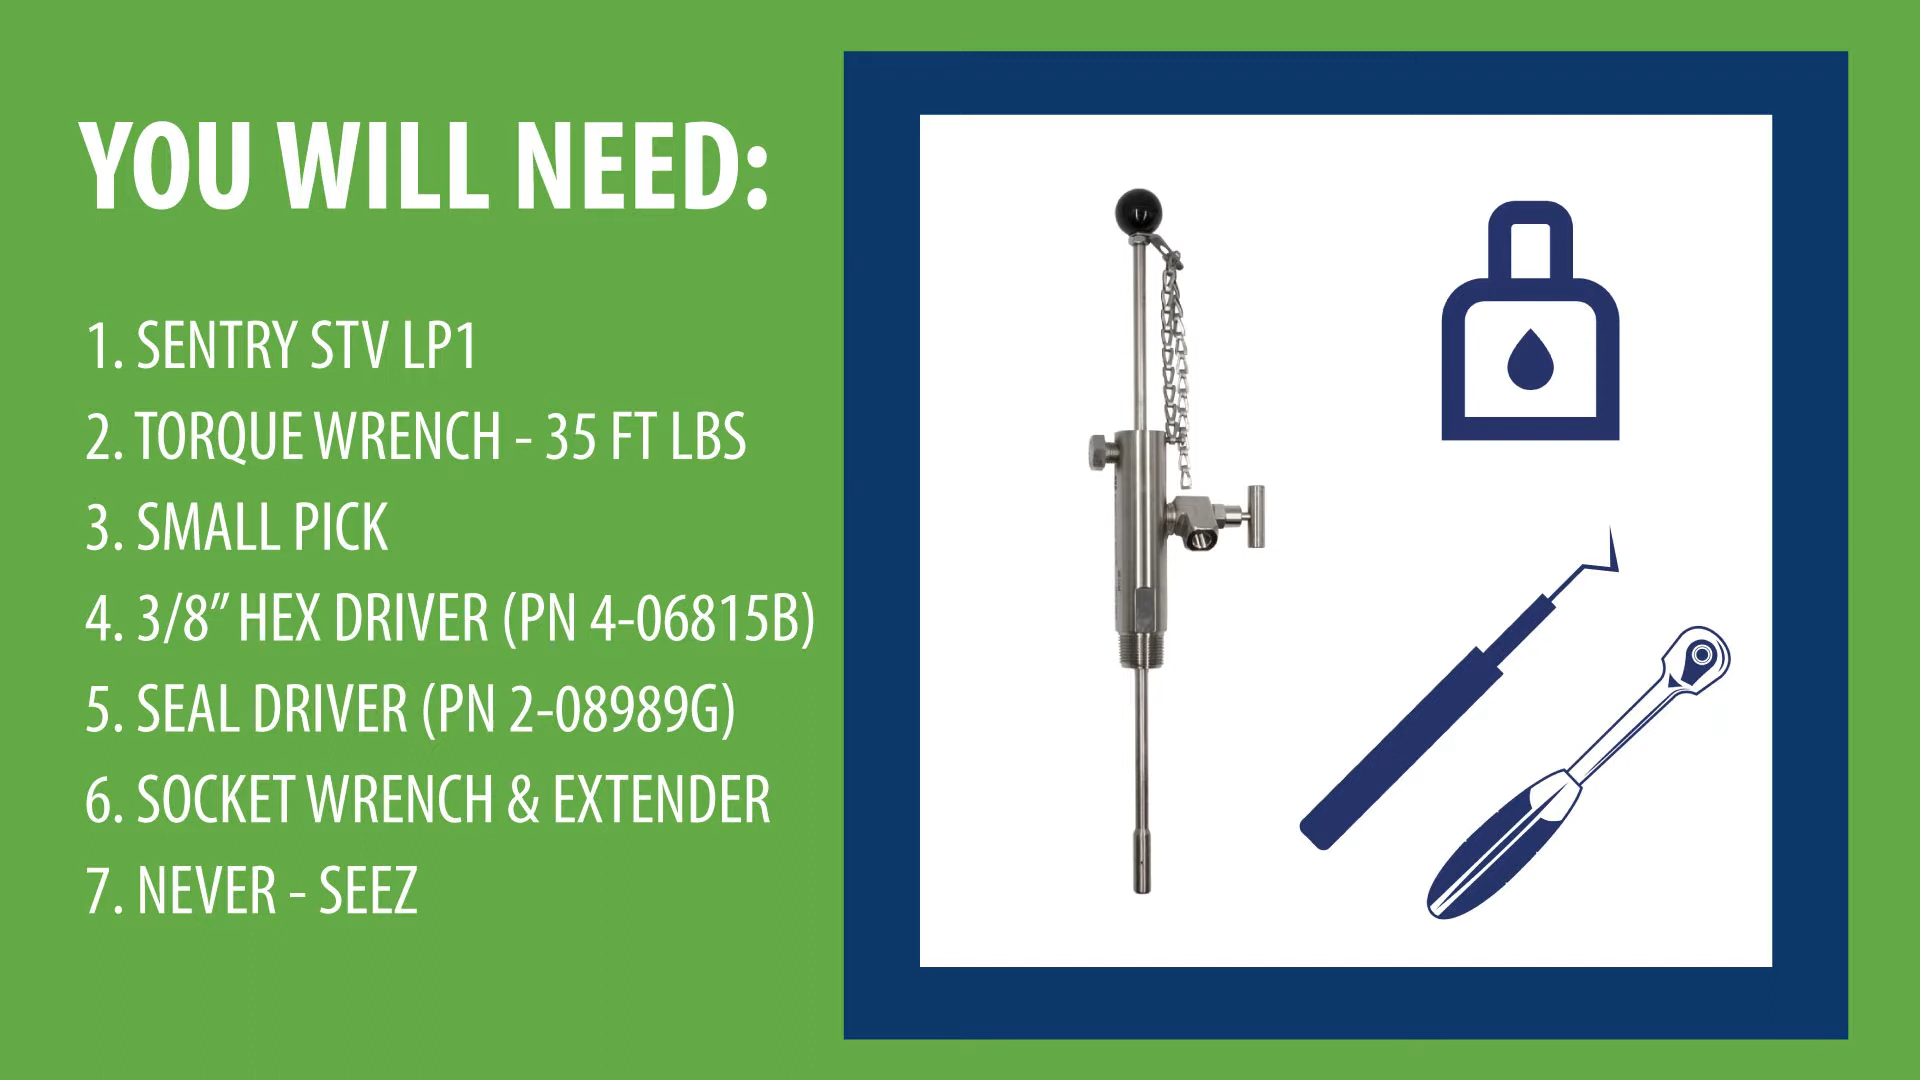 YOU WILL NEED:
1. SENTRY STV LP1
2. TORQUE WRENCH - 35 FT LBS
3. SMALL PICK
4. 3/8” HEX DRIVER (PN 4-06815B)
5. SEAL DRIVER (PN 2-08989G)
6. SOCKET WRENCH & EXTENDER
7. NEVER - SEEZ